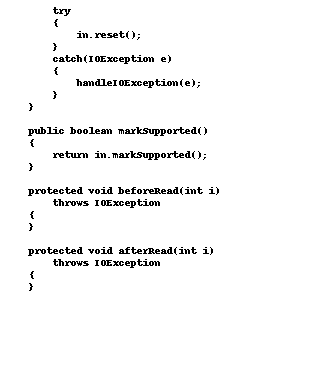 try
{
in.reset();
}
catch(IOException e)
{
handleIOException(e);
}
}
public boolean markSupported()
{
return in.markSupported();
}
protected void beforeRead(int i)
throws IOException
{
}
protected void afterRead(int i)
throws IOException
{
}